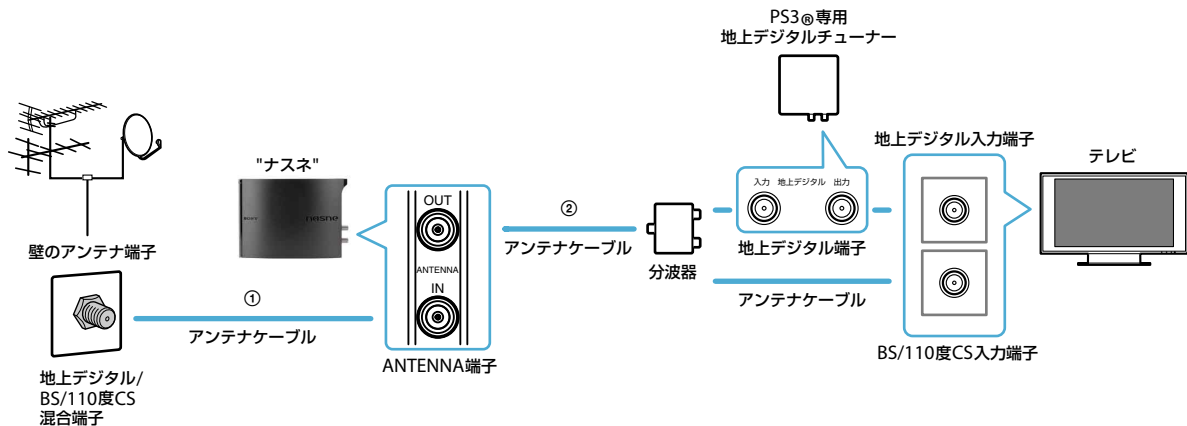 PS3®専用
地上デジタルチューナー
"ナスネ"
地上デジタル入力端子
テレビ
入力 地上デジタル 出力
SONY
nasne
OUT
②
アンテナケーブル
地上デジタル端子
分波器
壁のアンテナ端子
ANTENNA
IN
①
アンテナケーブル
アンテナケーブル
ANTENNA端子
BS/110度CS入力端子
地上デジタル/
BS/110度CS
混合端子